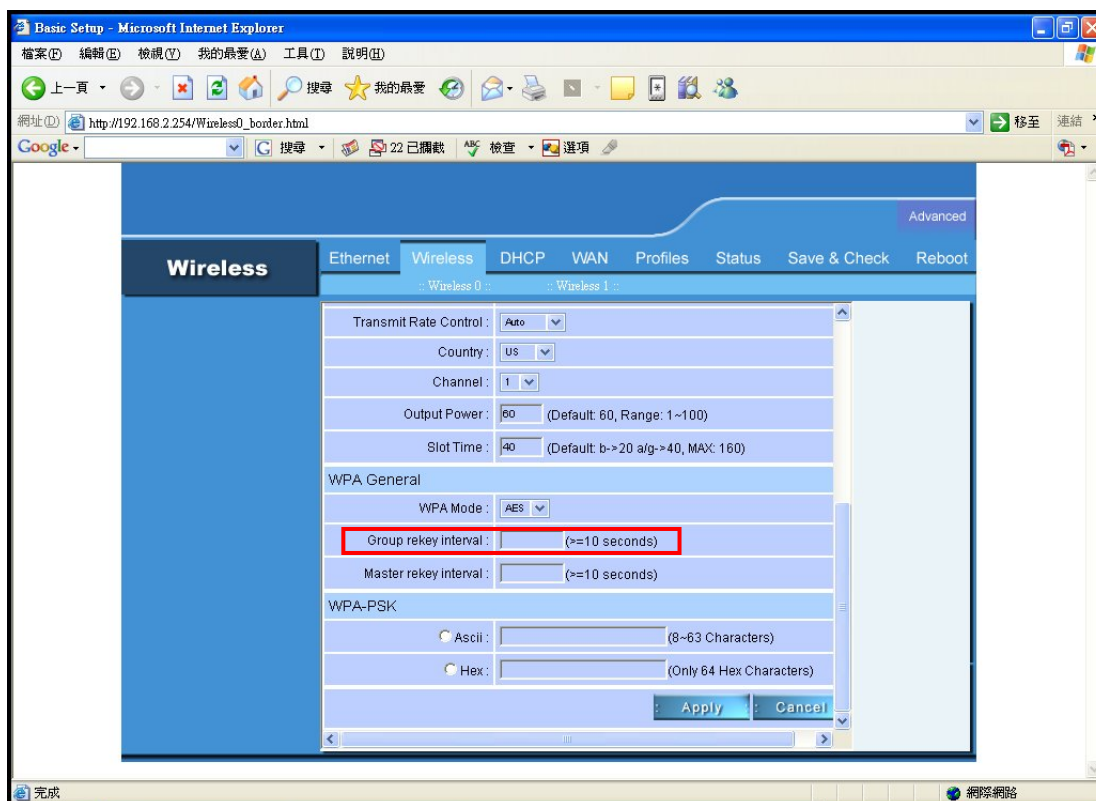 Basic Setup - Microsoft Internet Explorer
檔案(F) 編輯(E) 檢視(V) 我的最愛(A) 工具(T) 說明(H)
上一頁 搜尋 我的最愛
網址(D) http://192.168.2.254/Wireless0_border.html 移至 連結 »
Google 搜尋 22 已攔截 ABC 檢查 選項
Advanced
Wireless
Ethernet Wireless DHCP WAN Profiles Status Save & Check Reboot
:: Wireless 0 :: :: Wireless 1 ::
Transmit Rate Control : Auto
Country : US
Channel : 1
Output Power : 60 (Default: 60, Range: 1~100)
Slot Time : 40 (Default: b->20 a/g->40, MAX: 160)
WPA General
WPA Mode : AES
Group rekey interval : (>=10 seconds)
Master rekey interval : (>=10 seconds)
WPA-PSK
Ascii : (8~63 Characters)
Hex : (Only 64 Hex Characters)
: Apply : Cancel
完成 網際網路